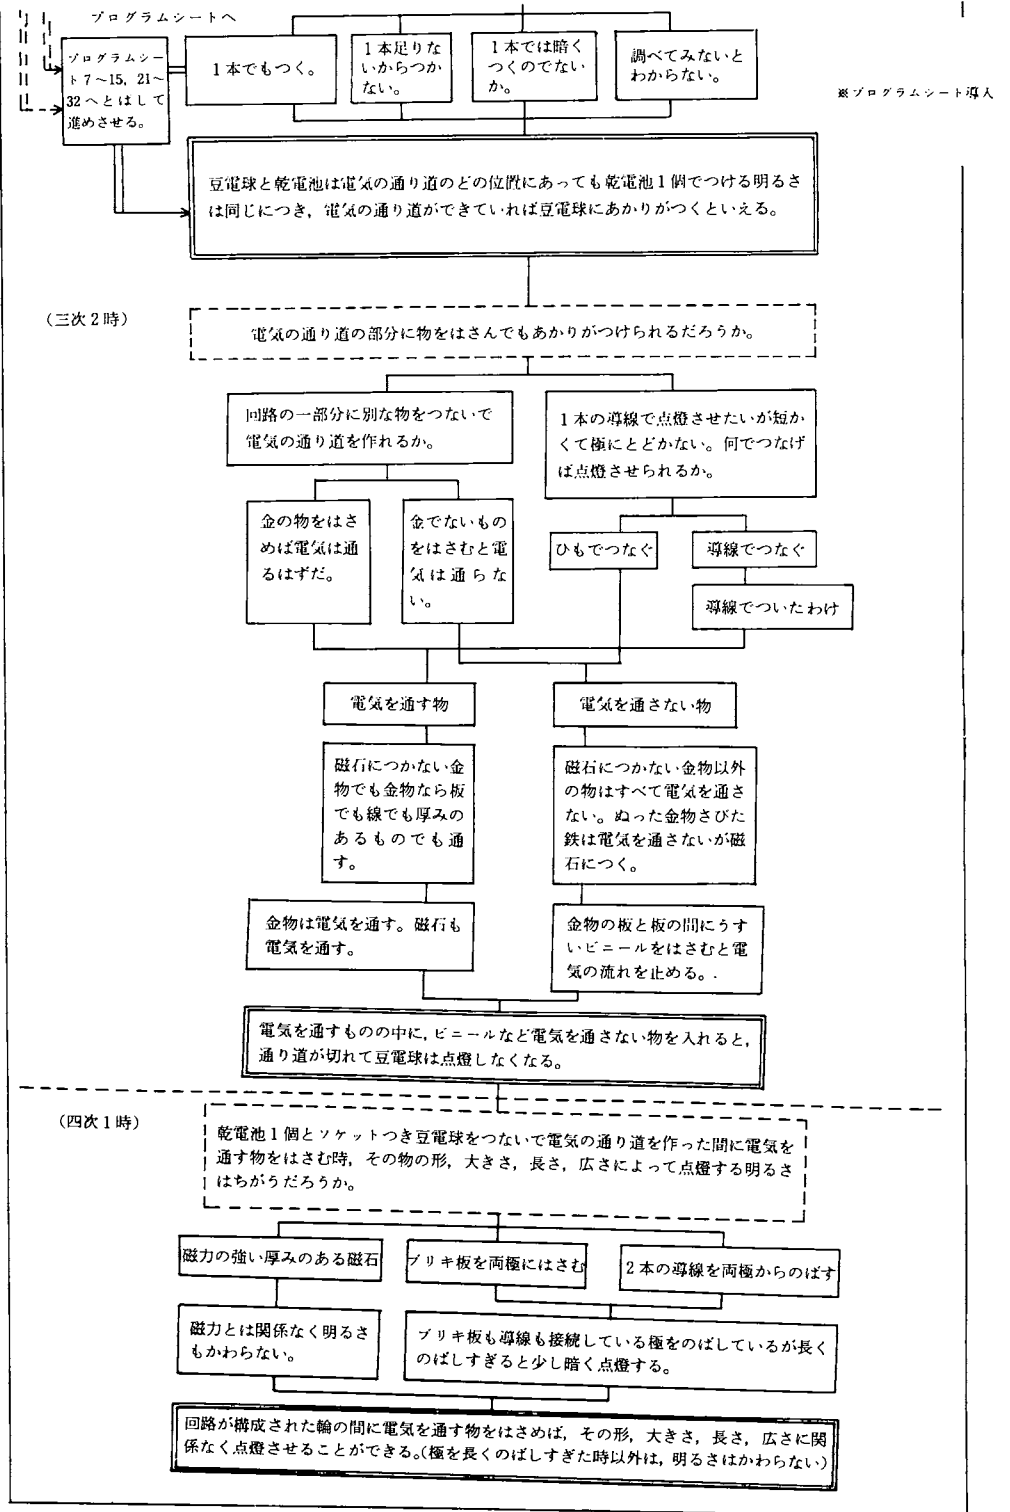 プログラムシートへ
プログラムシー
ト7～15, 21～
32へとはして
進めさせる。
1本でもつく。
1本足りな
いからつか
ない。
1本では暗く
つくのでない
か。
調べてみないと
わからない。
※プログラムシート導入
豆電球と乾電池は電気の通り道のどの位置にあっても乾電池1個でつける明るさ
は同じにつき，電気の通り道ができていれば豆電球にあかりがつくといえる。
(三次2時)
電気の通り道の部分に物をはさんでもあかりがつけられるだろうか。
回路の一部分に別な物をつないで
電気の通り道を作れるか。
1本の導線で点燈させたいが短か
くて極にとどかない。何でつなげ
ば点燈させられるか。
金の物をはさ
めば電気は通
るはずだ。
金でないもの
をはさむと電
気は通らな
い。
ひもでつなぐ
導線でつなぐ
導線でついたわけ
電気を通す物
電気を通さない物
磁石につかない金
物でも金物なら板
でも線でも厚みの
あるものでも通
す。
磁石につかない金物以外
の物はすべて電気を通さ
ない。ぬった金物さびた
鉄は電気を通さないが磁
石につく。
金物は電気を通す。磁石も
電気を通す。
金物の板と板の間にうす
いビニールをはさむと電
気の流れを止める。.
電気を通すものの中に，ビニールなど電気を通さない物を入れると，
通り道が切れて豆電球は点燈しなくなる。
(四次1時)
乾電池1個とソケットつき豆電球をつないで電気の通り道を作った間に電気を
通す物をはさむ時，その物の形，大きさ，長さ，広さによって点燈する明るさ
はちがうだろうか。
磁力の強い厚みのある磁石
ブリキ板を両極にはさむ
2本の導線を両極からのばす
磁力とは関係なく明るさ
もかわらない。
ブリキ板も導線も接続している極をのばしているが長く
のばしすぎると少し暗く点燈する。
回路が構成された輪の間に電気を通す物をはさめば，その形，大きさ，長さ，広さに関
係なく点燈させることができる。(極を長くのばしすぎた時以外は，明るさはかわらない)